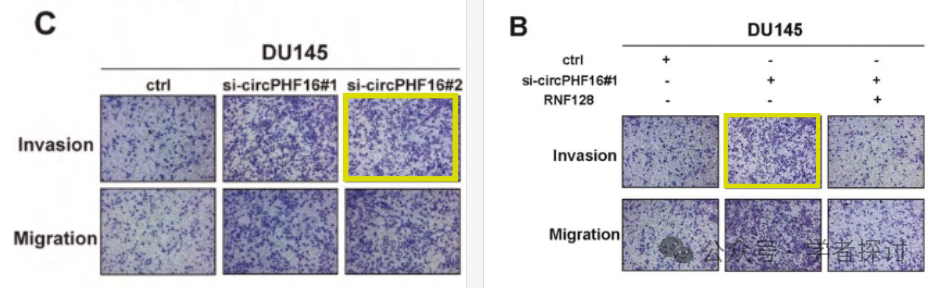 C
DU145
ctrl si-circPHF16#1 si-circPHF16#2
Invasion
Migration
B
DU145
ctrl + - -
si-circPHF16#1 - + +
RNF128 - - +
Invasion
Migration
公众号 · 学者探讨